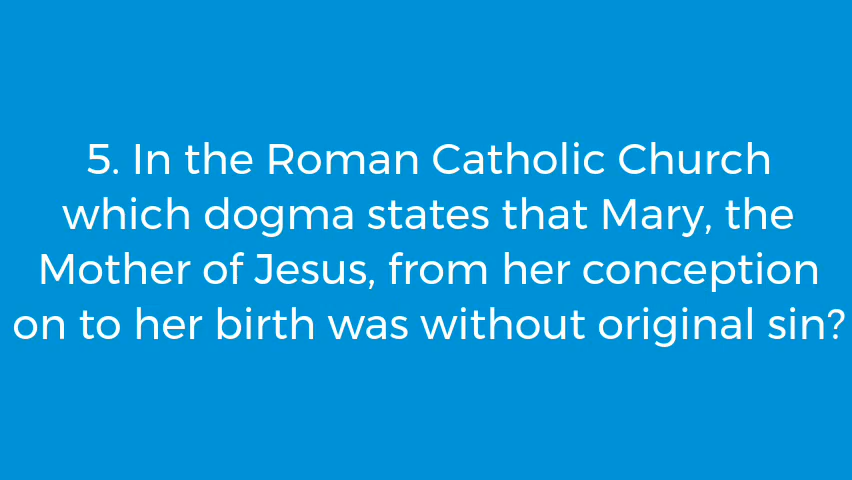 5. In the Roman Catholic Church
which dogma states that Mary, the
Mother of Jesus, from her conception
on to her birth was without original sin?